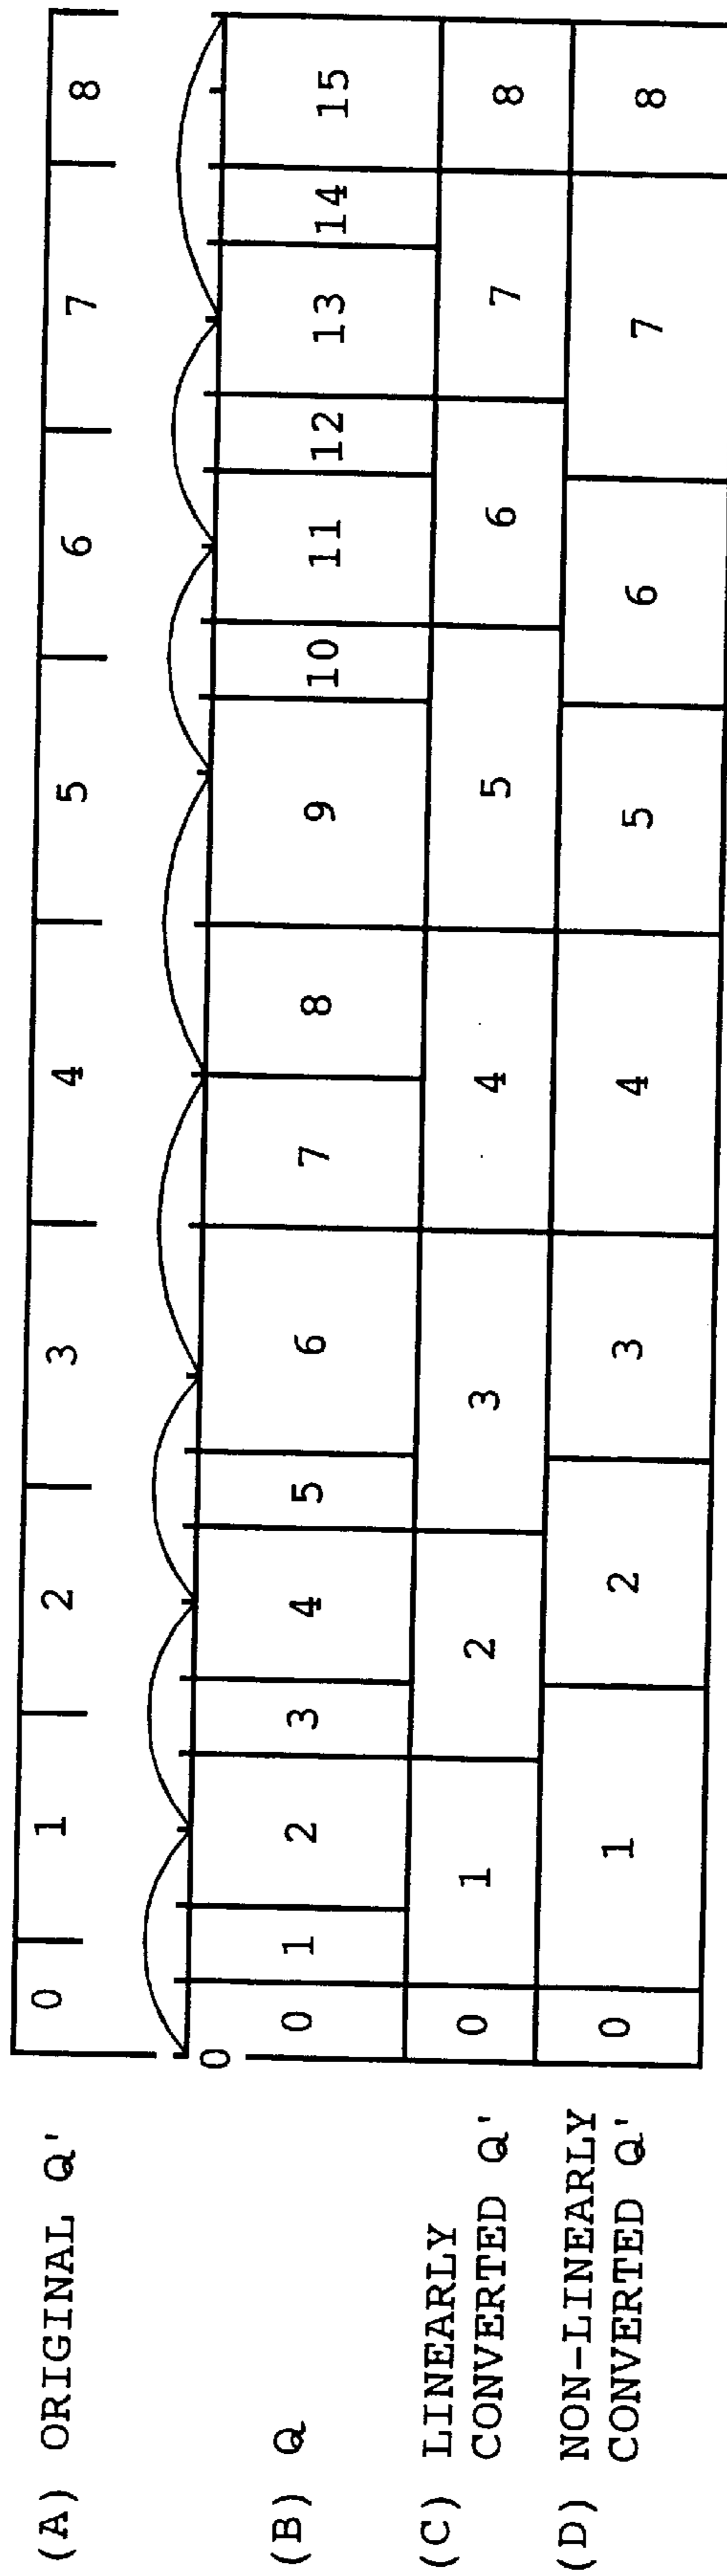 (A) ORIGINAL Q' 0 1 2 3 4 5 6 7 8
0
(B) Q 0 1 2 3 4 5 6 7 8 9 10 11 12 13 14 15
(C) LINEARLY
CONVERTED Q' 0 1 2 3 4 5 6 7 8
(D) NON-LINEARLY
CONVERTED Q' 0 1 2 3 4 5 6 7 8